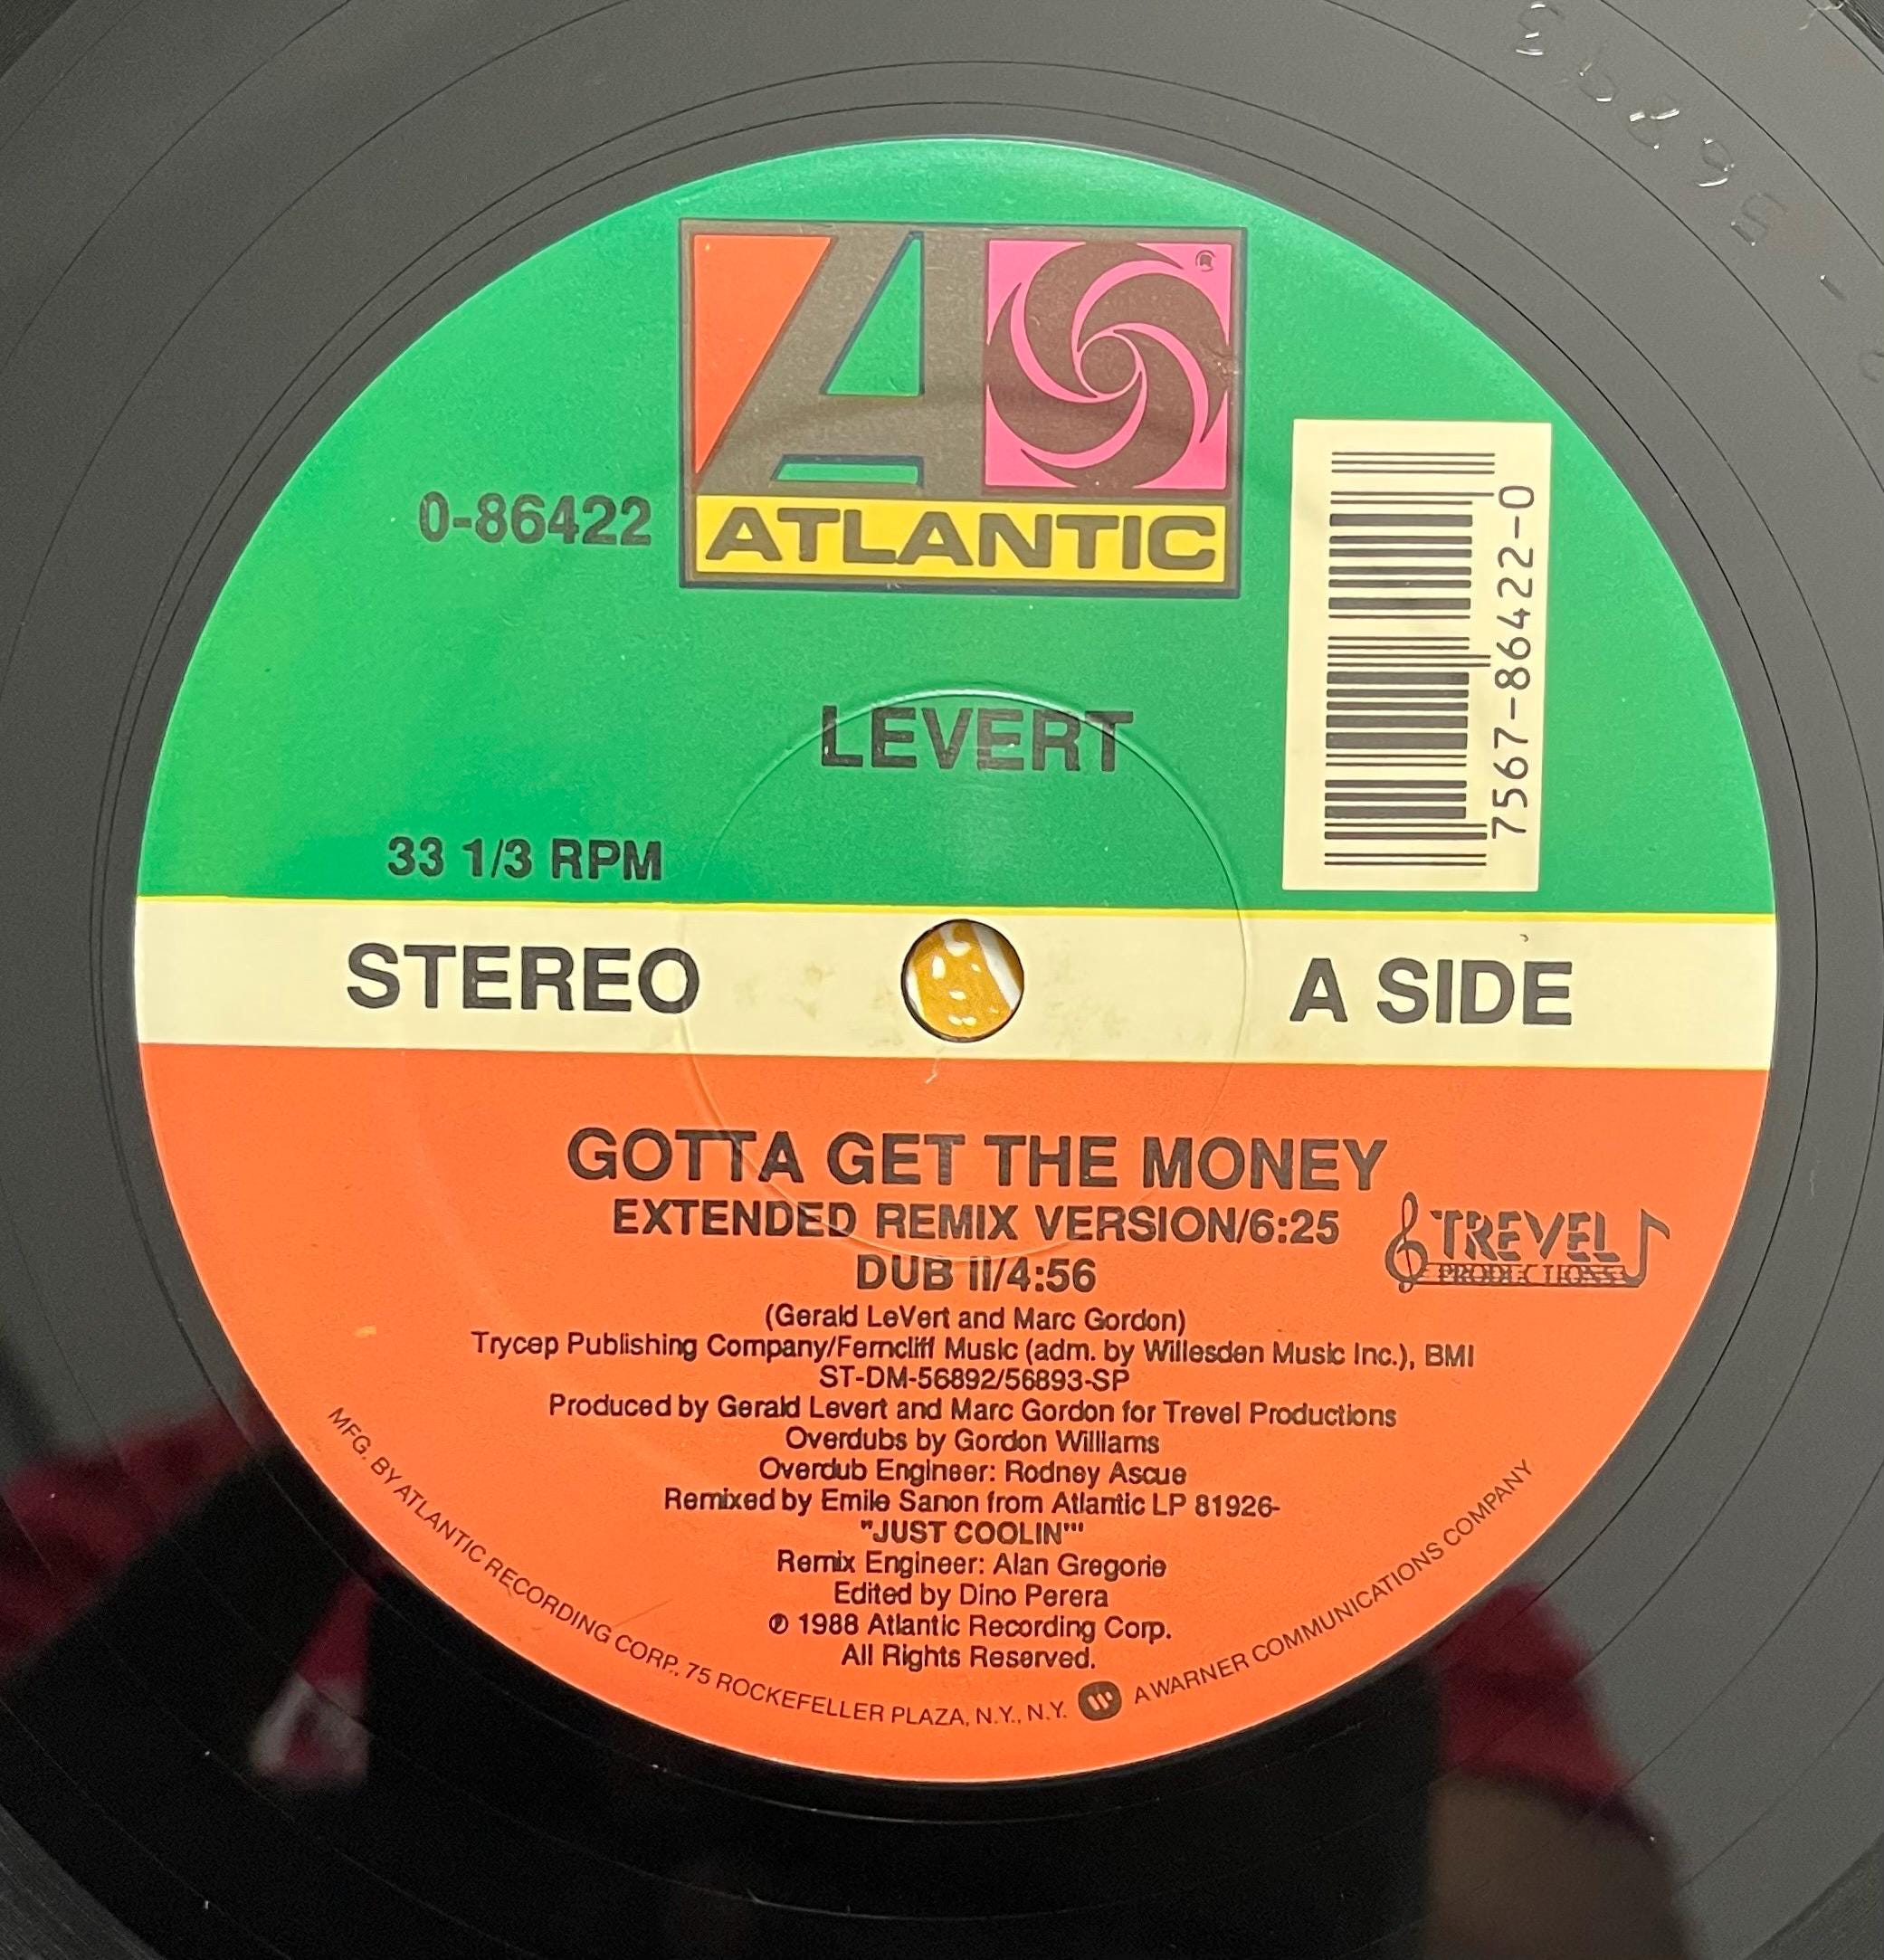 ATLANTIC
®
0-86422
7567-86422-0
LEVERT
33 1/3 RPM
STEREO
A SIDE
GOTTA GET THE MONEY
EXTENDED REMIX VERSION/6:25
DUB II/4:56
TREVEL
PRODUCTIONS
(Gerald LeVert and Marc Gordon)
Trycep Publishing Company/Ferncliff Music (adm. by Willesden Music Inc.), BMI
ST-DM-56892/56893-SP
Produced by Gerald Levert and Marc Gordon for Trevel Productions
Overdubs by Gordon Williams
Overdub Engineer: Rodney Ascue
Remixed by Emile Sanon from Atlantic LP 81926-
"JUST COOLIN'"
Remix Engineer: Alan Gregorie
Edited by Dino Perera
℗ 1988 Atlantic Recording Corp.
All Rights Reserved.
MFG. BY ATLANTIC RECORDING CORP., 75 ROCKEFELLER PLAZA, N.Y., N.Y. A WARNER COMMUNICATIONS COMPANY